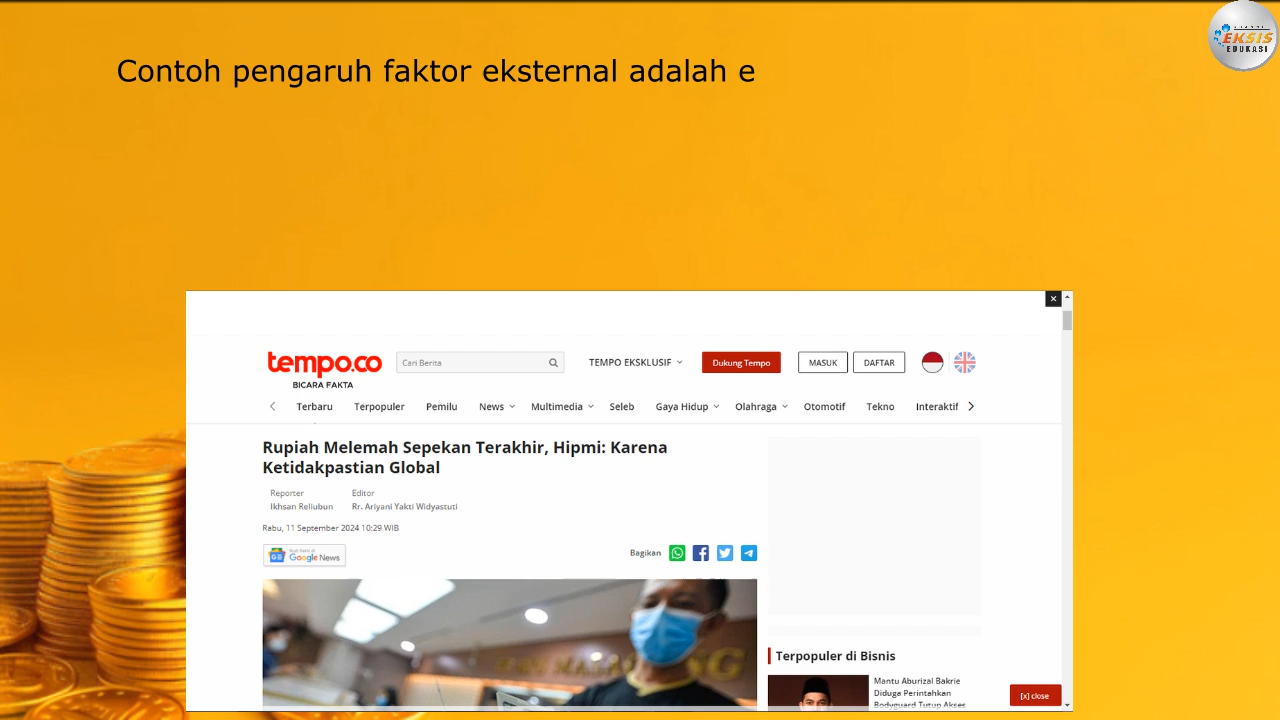 Contoh pengaruh faktor eksternal adalah e
EKSIS
EDUKASI
tempo.co
BICARA FAKTA
Cari Berita
TEMPO EKSKLUSIF
Dukung Tempo
MASUK
DAFTAR
Terbaru
Terpopuler
Pemilu
News
Multimedia
Seleb
Gaya Hidup
Olahraga
Otomotif
Tekno
Interaktif
Rupiah Melemah Sepekan Terakhir, Hipmi: Karena
Ketidakpastian Global
Reporter
Editor
Ikhsan Reliubun
Rr. Ariyani Yakti Widyastuti
Rabu, 11 September 2024 10:29 WIB
Google News
Bagikan
Terpopuler di Bisnis
Mantu Aburizal Bakrie
Diduga Perintahkan
Bodyguard Tutup Akses
[x] close